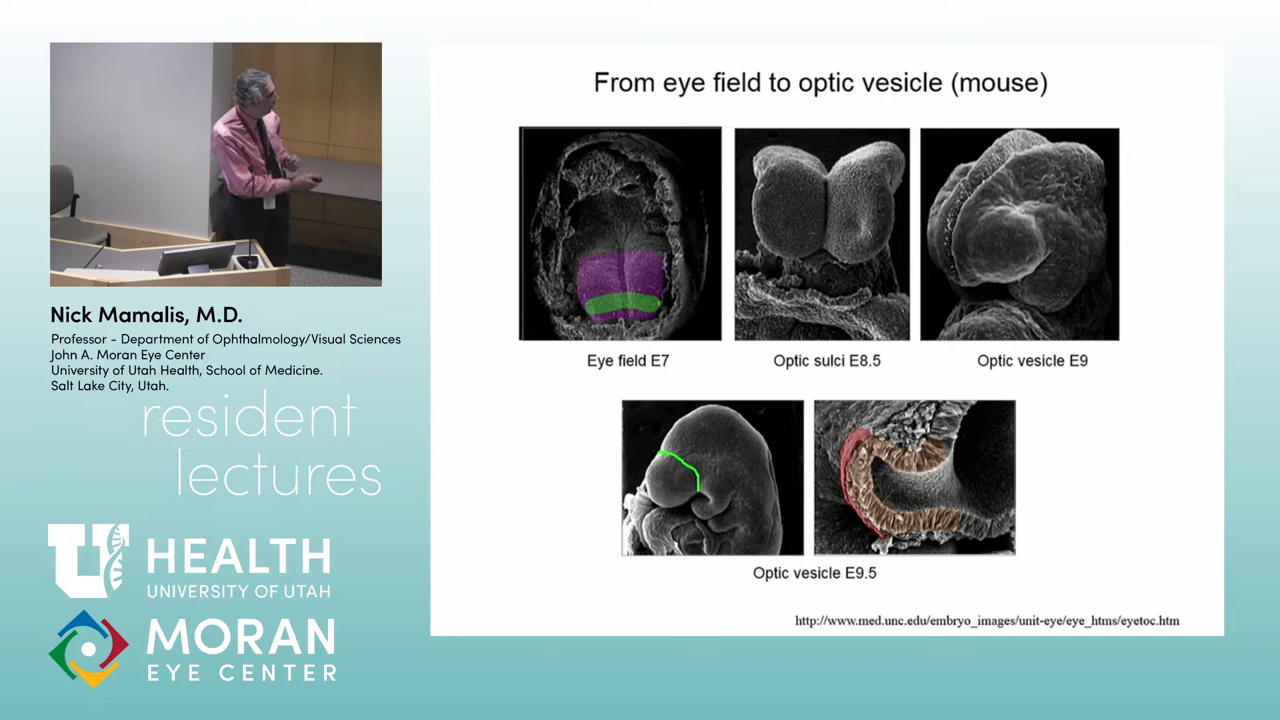 From eye field to optic vesicle (mouse)
Eye field E7
Optic sulci E8.5
Optic vesicle E9
Optic vesicle E9.5
http://www.med.unc.edu/embryo_images/unit-eye/eye_htms/eyetoc.htm
Nick Mamalis, M.D.
Professor - Department of Ophthalmology/Visual Sciences
John A. Moran Eye Center
University of Utah Health, School of Medicine.
Salt Lake City, Utah.
resident
lectures
U HEALTH
UNIVERSITY OF UTAH
MORAN
EYE CENTER